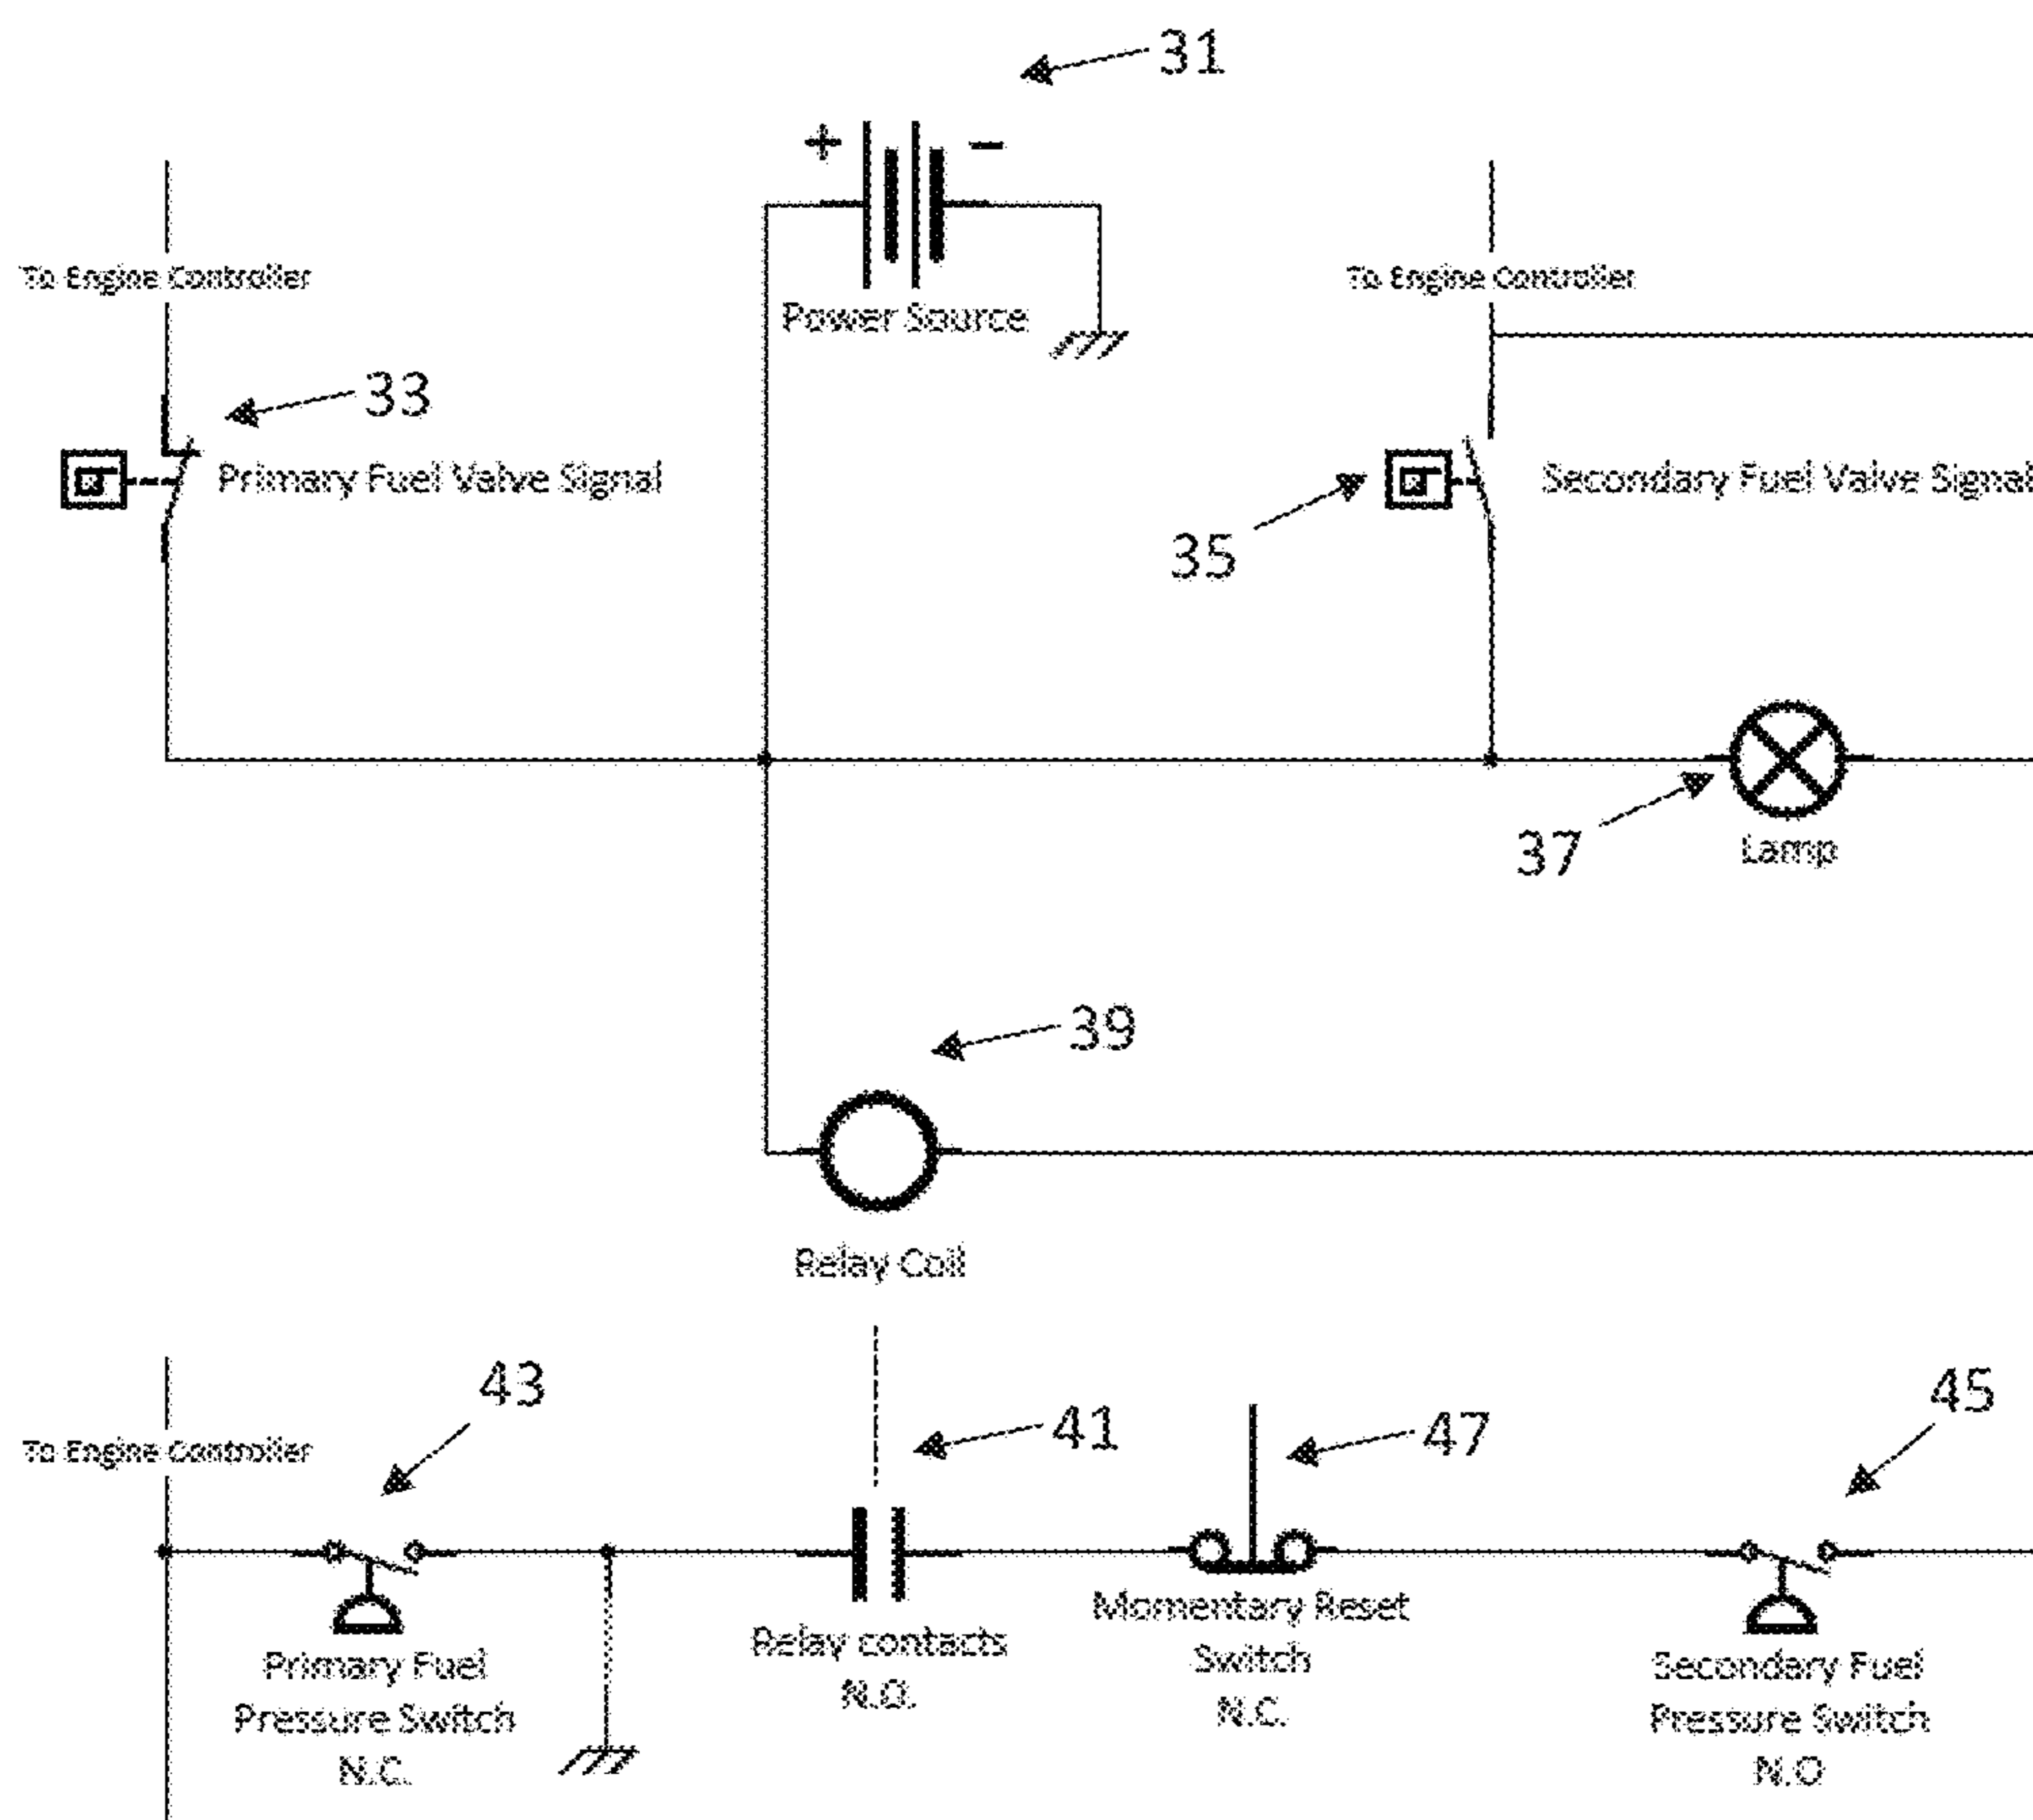 31
+ −
To Engine Controller
To Engine Controller
Power Source
33
Primary Fuel Valve Signal
Secondary Fuel Valve Signal
35
37
Lamp
39
Relay Coil
43
41
47
45
To Engine Controller
Momentary Reset
Switch
N.C.
Relay contacts
N.O.
Primary Fuel
Pressure Switch
N.C.
Secondary Fuel
Pressure Switch
N.O